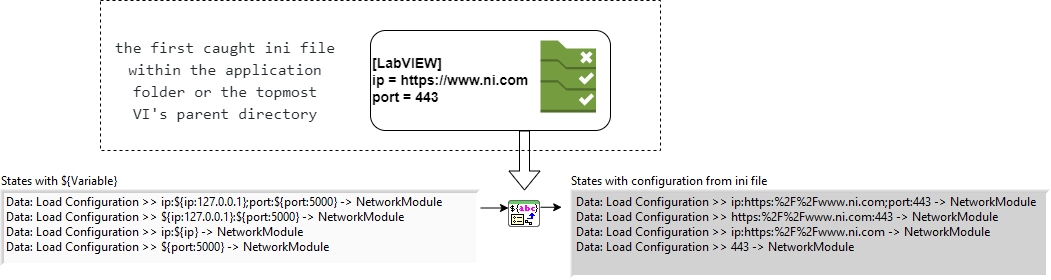 the first caught ini file
within the application
folder or the topmost
VI's parent directory
[LabVIEW]
ip = https://www.ni.com
port = 443
States with ${Variable}
Data: Load Configuration >> ip:${ip:127.0.0.1};port:${port:5000} -> NetworkModule
Data: Load Configuration >> ${ip:127.0.0.1}:${port:5000} -> NetworkModule
Data: Load Configuration >> ip:${ip} -> NetworkModule
Data: Load Configuration >> ${port:5000} -> NetworkModule
${abc}
States with configuration from ini file
Data: Load Configuration >> ip:https:%2F%2Fwww.ni.com;port:443 -> NetworkModule
Data: Load Configuration >> https:%2F%2Fwww.ni.com:443 -> NetworkModule
Data: Load Configuration >> ip:https:%2F%2Fwww.ni.com -> NetworkModule
Data: Load Configuration >> 443 -> NetworkModule